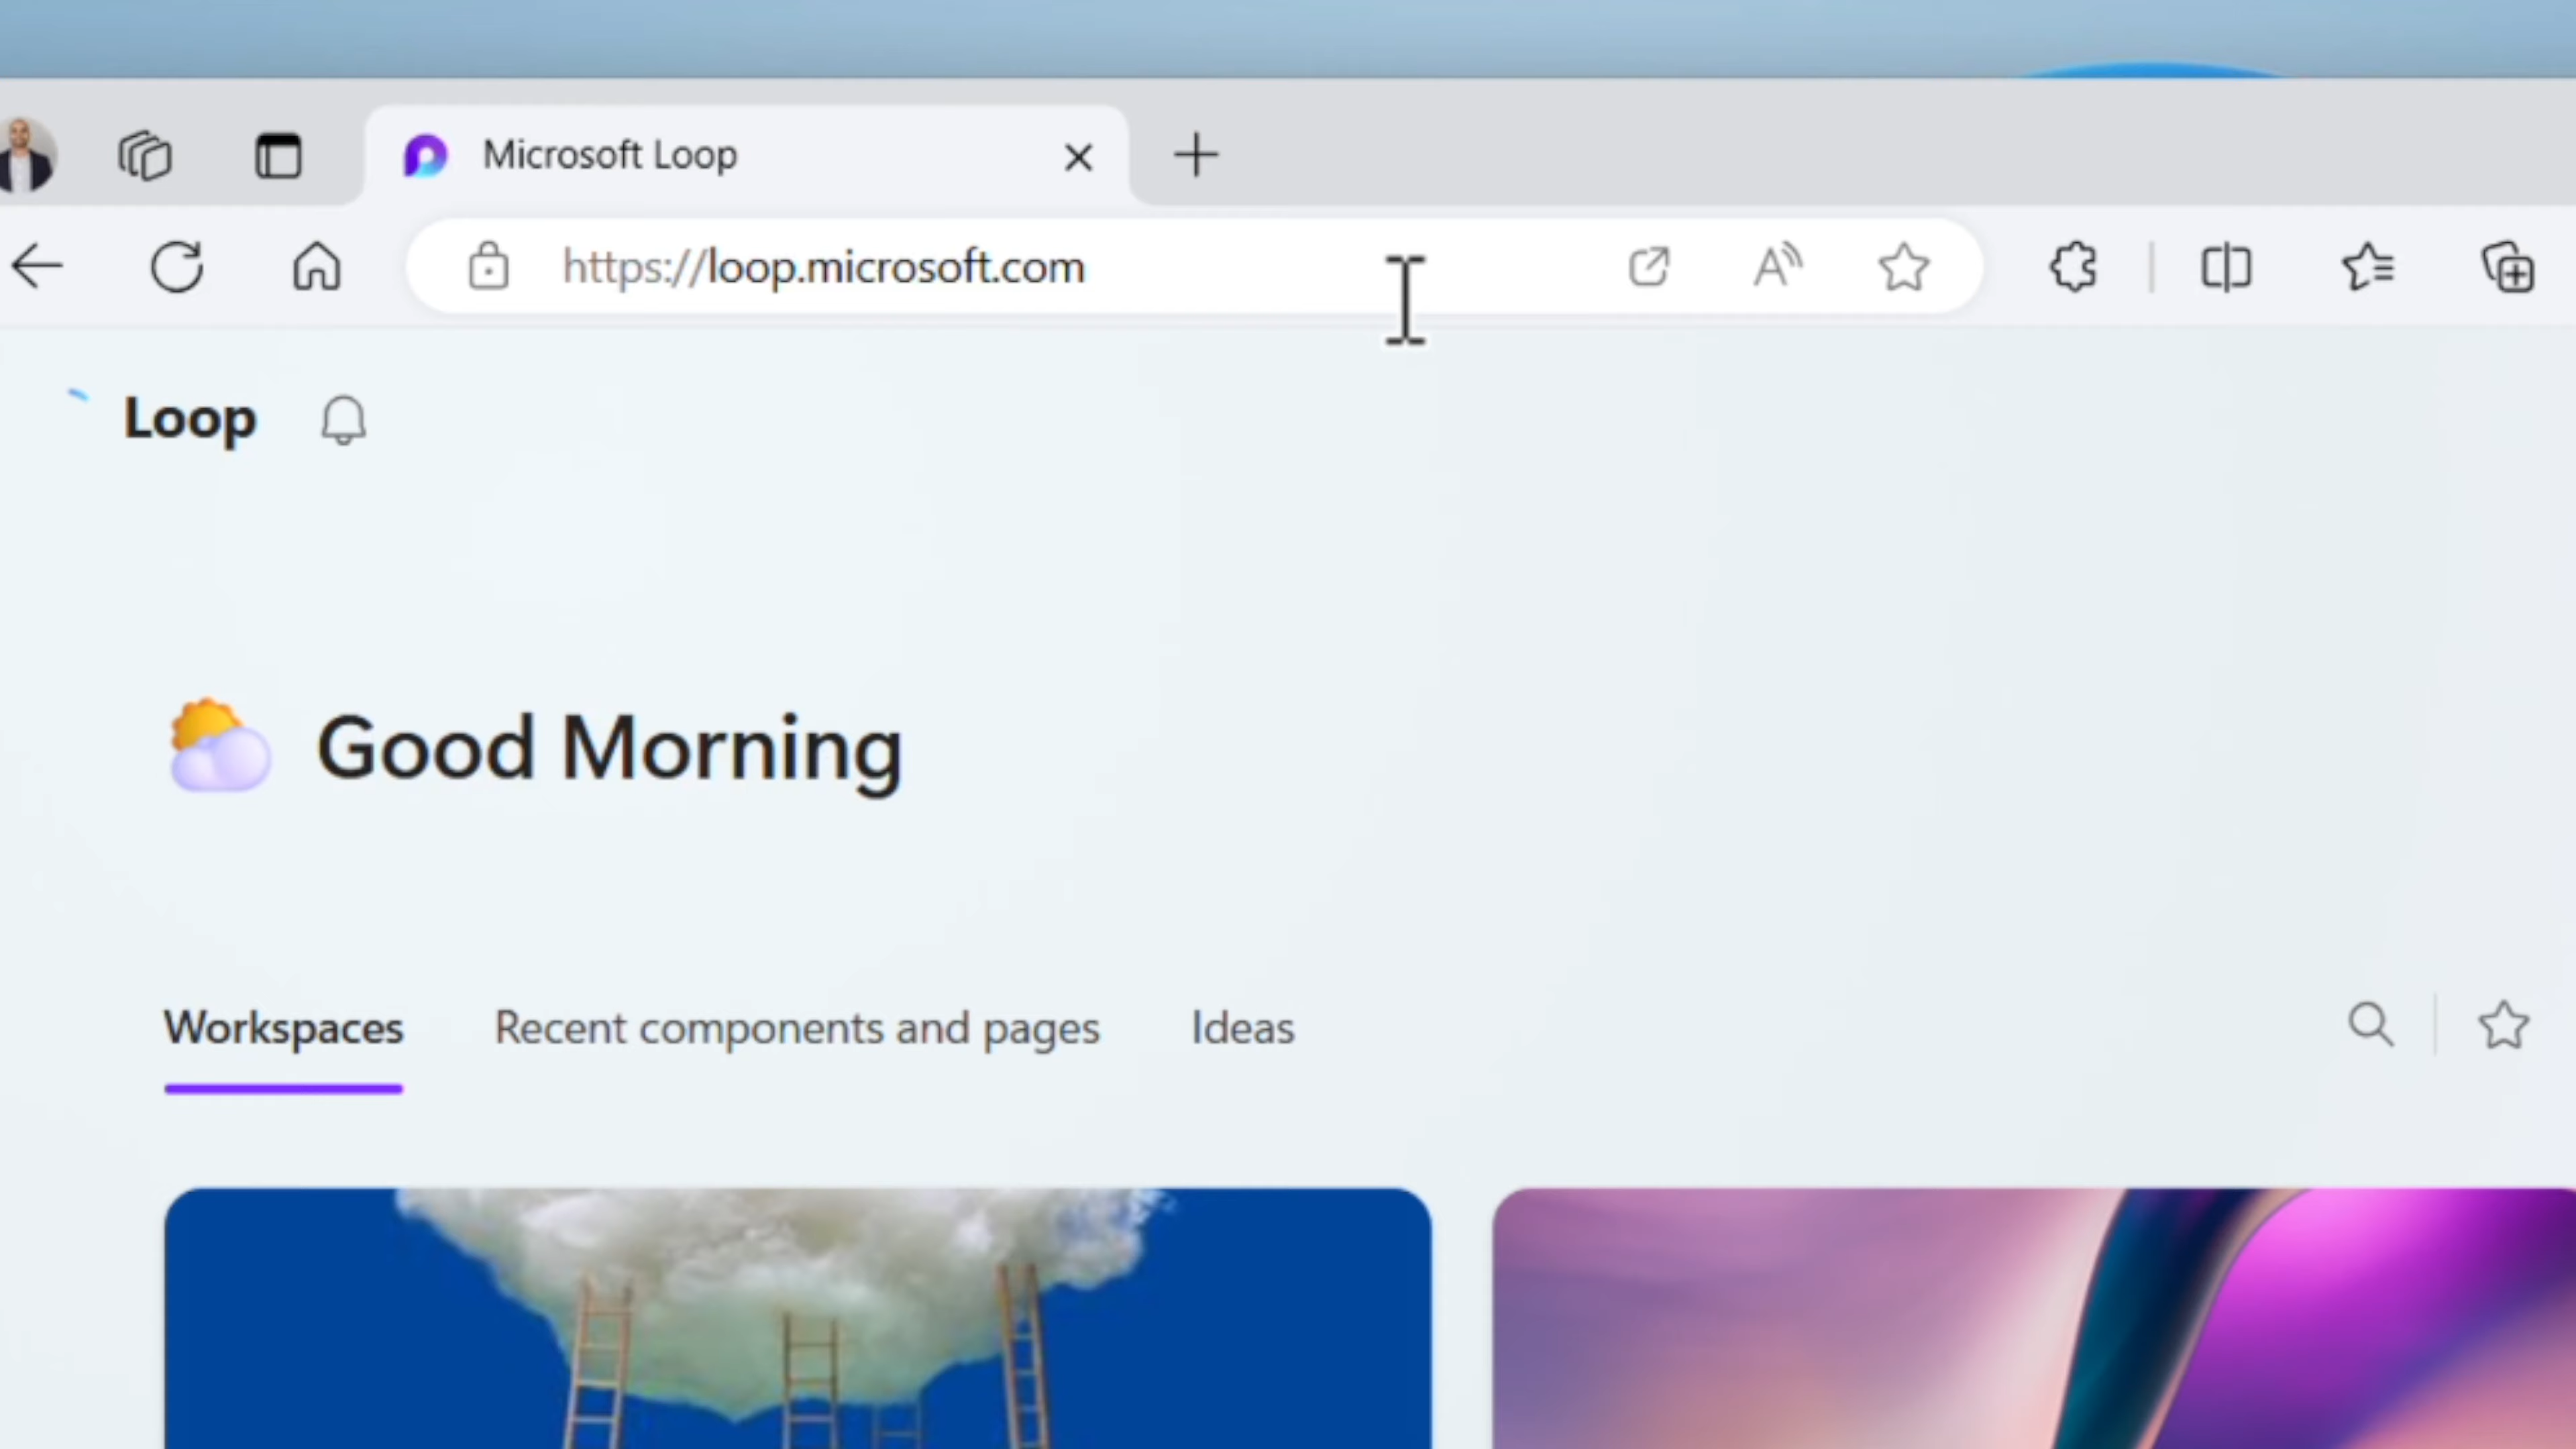 Microsoft Loop
https://loop.microsoft.com
Loop
Good Morning
Workspaces Recent components and pages Ideas